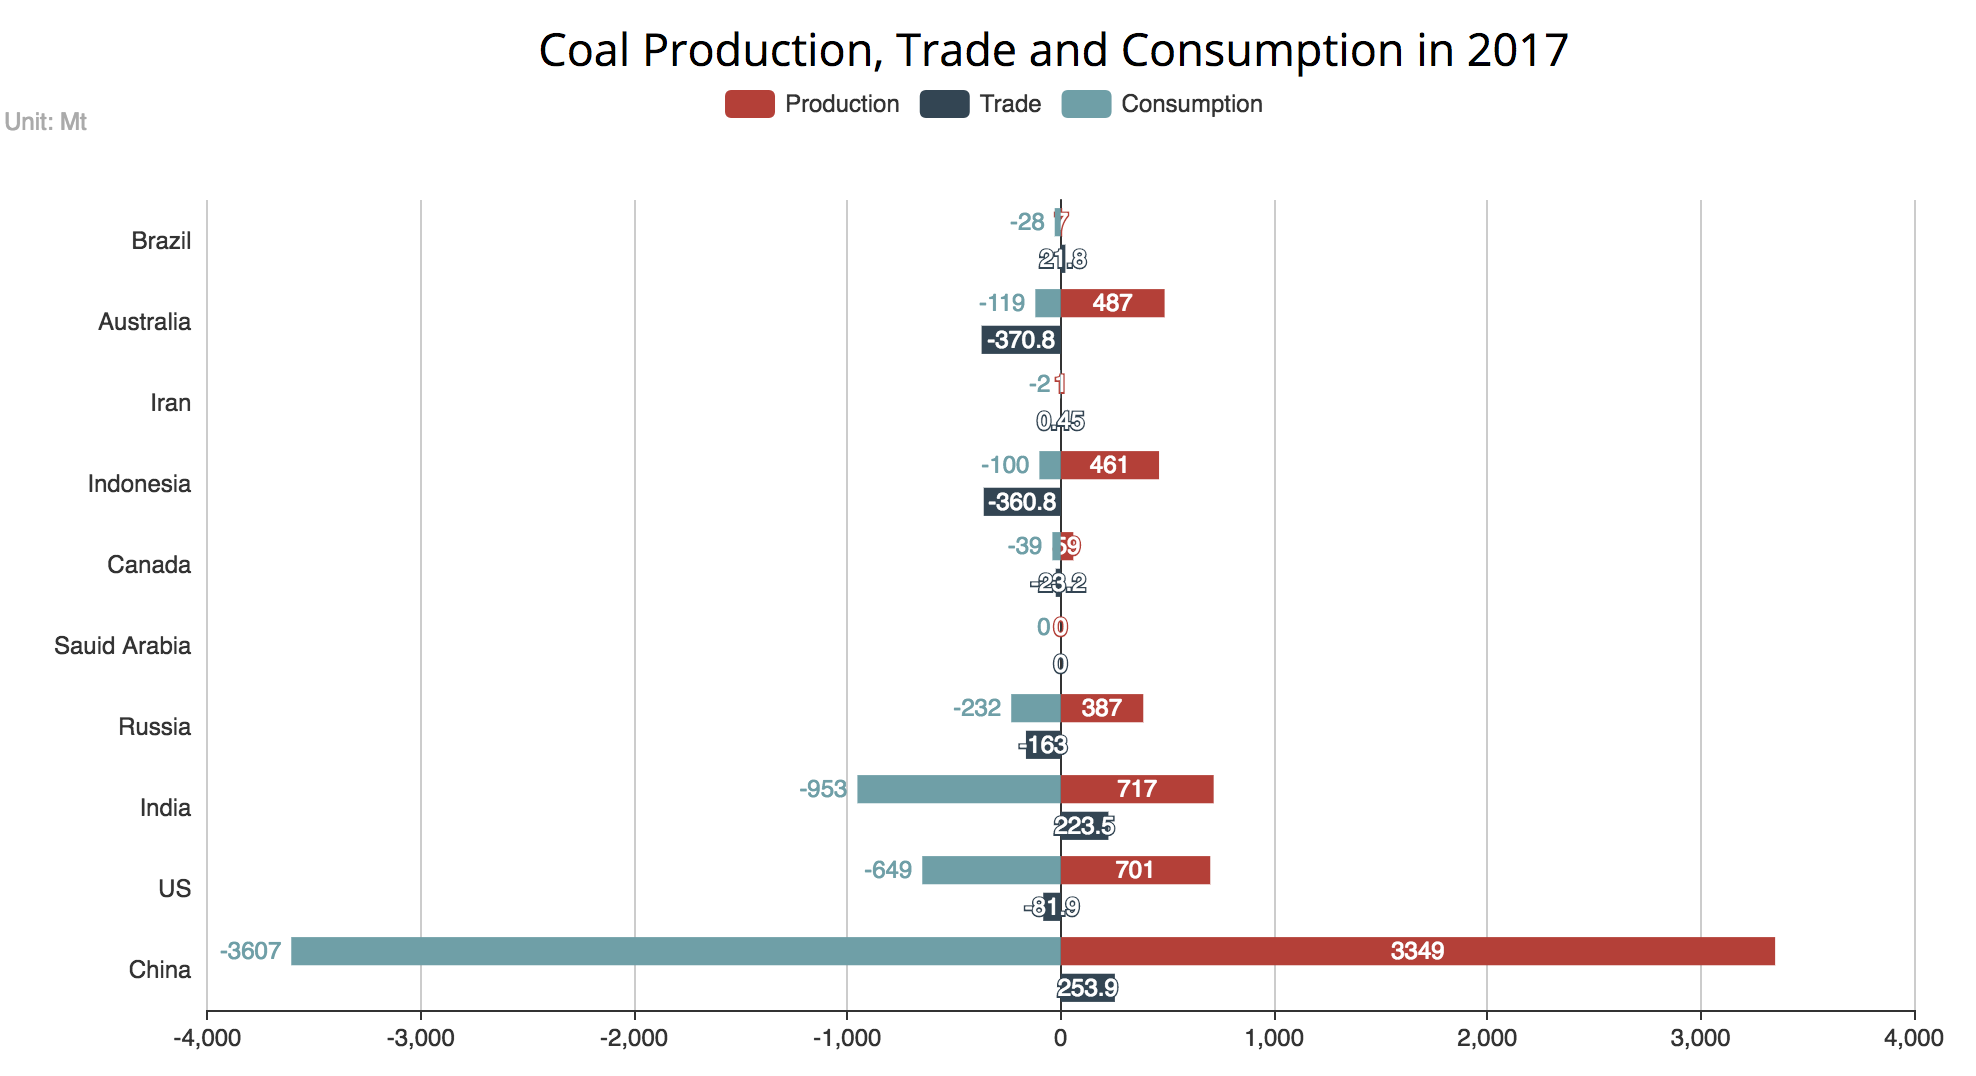 Coal Production, Trade and Consumption in 2017
Production Trade Consumption
Unit: Mt
-28 7
Brazil
21.8
-119 487
Australia
-370.8
-2 1
Iran
0.45
-100 461
Indonesia
-360.8
-39 59
Canada
-23.2
0 0
Sauid Arabia
0
-232 387
Russia
-163
-953 717
India
223.5
-649 701
US
-81.9
-3607 3349
China
253.9
-4,000 -3,000 -2,000 -1,000 0 1,000 2,000 3,000 4,000